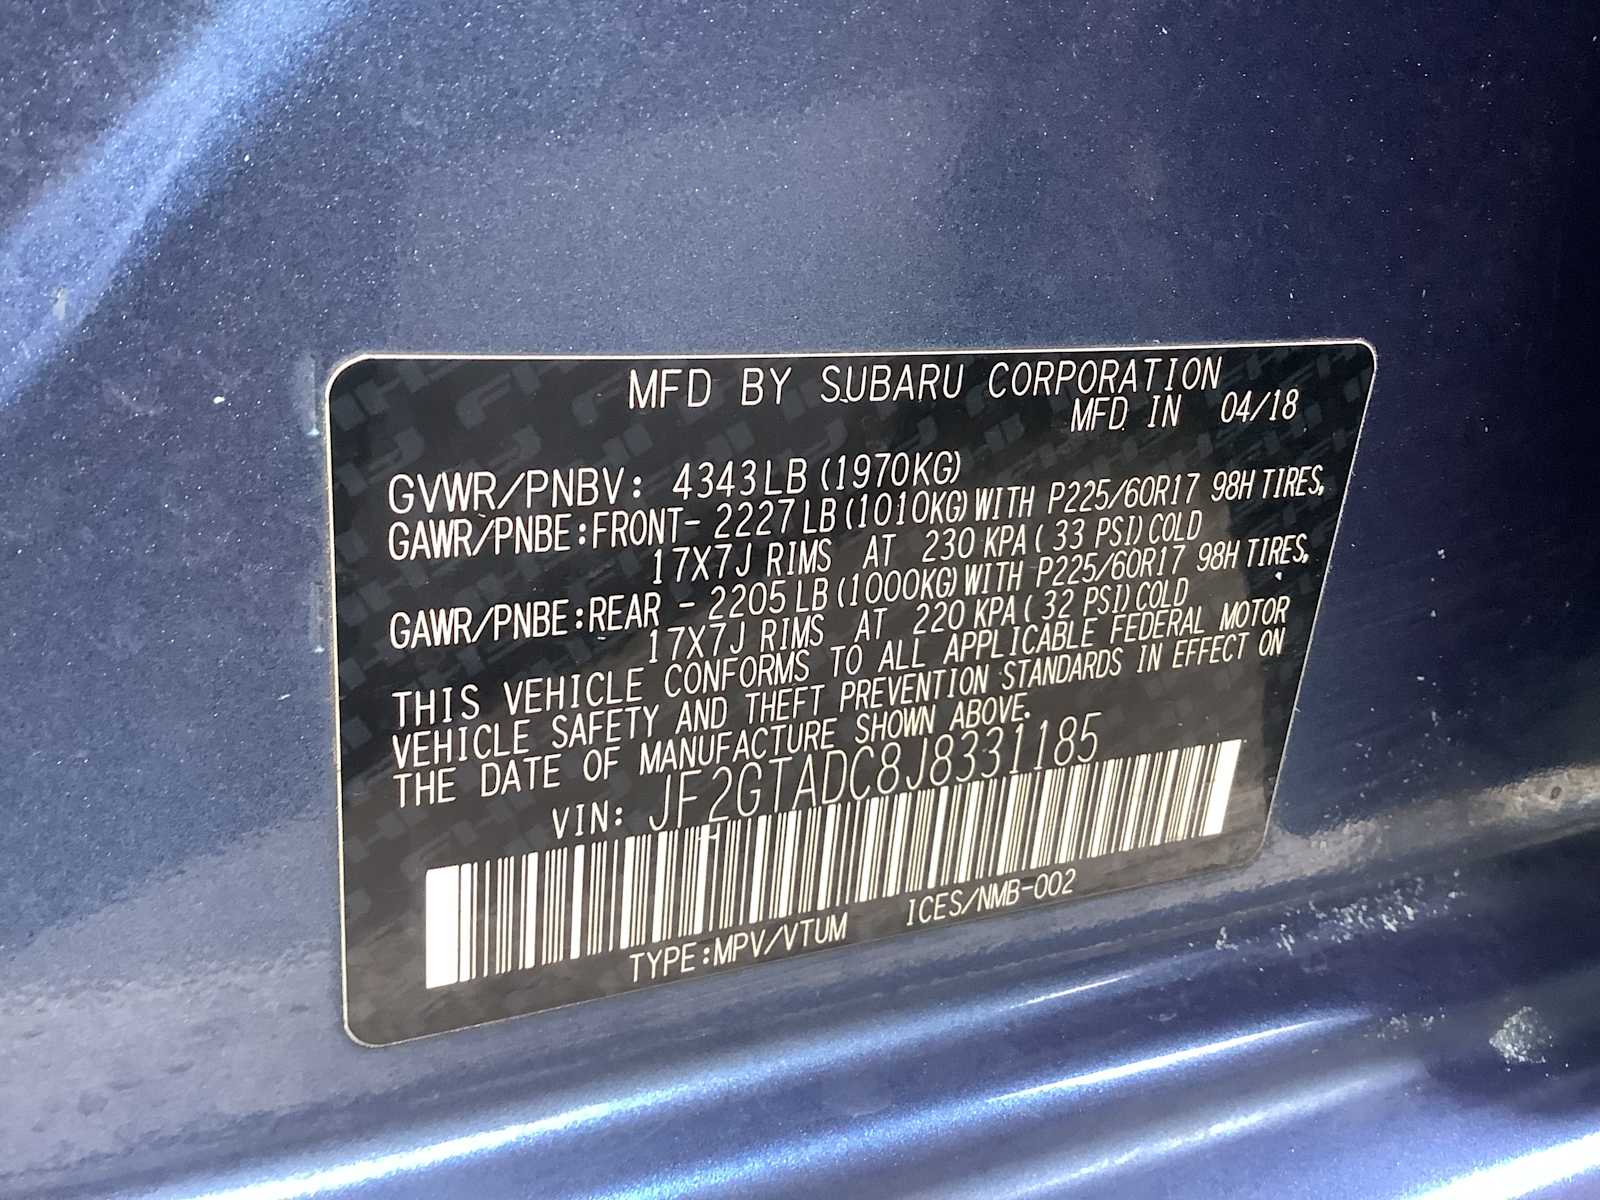 MFD BY SUBARU CORPORATION
MFD IN 04/18
GVWR/PNBV: 4343LB (1970KG)
GAWR/PNBE:FRONT- 2227LB (1010KG) WITH P225/60R17 98H TIRES,
17X7J RIMS AT 230 KPA ( 33 PSI) COLD
GAWR/PNBE:REAR - 2205LB (1000KG) WITH P225/60R17 98H TIRES,
17X7J RIMS AT 220 KPA ( 32 PSI) COLD
THIS VEHICLE CONFORMS TO ALL APPLICABLE FEDERAL MOTOR
VEHICLE SAFETY AND THEFT PREVENTION STANDARDS IN EFFECT ON
THE DATE OF MANUFACTURE SHOWN ABOVE.
VIN: JF2GTADC8J8331185
TYPE:MPV/VTUM ICES/NMB-002